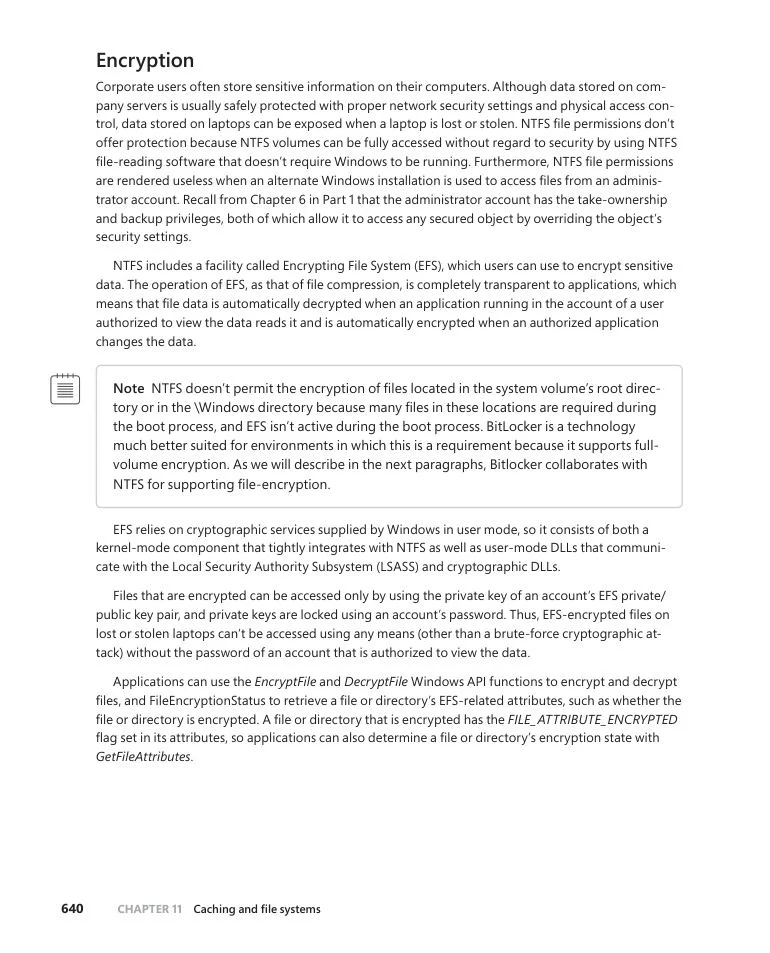 Encryption
Corporate users often store sensitive information on their computers. Although data stored on com-
pany servers is usually safely protected with proper network security settings and physical access con-
trol, data stored on laptops can be exposed when a laptop is lost or stolen. NTFS file permissions don’t
offer protection because NTFS volumes can be fully accessed without regard to security by using NTFS
file-reading software that doesn’t require Windows to be running. Furthermore, NTFS file permissions
are rendered useless when an alternate Windows installation is used to access files from an adminis-
trator account. Recall from Chapter 6 in Part 1 that the administrator account has the take-ownership
and backup privileges, both of which allow it to access any secured object by overriding the object’s
security settings.
NTFS includes a facility called Encrypting File System (EFS), which users can use to encrypt sensitive
data. The operation of EFS, as that of file compression, is completely transparent to applications, which
means that file data is automatically decrypted when an application running in the account of a user
authorized to view the data reads it and is automatically encrypted when an authorized application
changes the data.
Note NTFS doesn’t permit the encryption of files located in the system volume’s root direc-
tory or in the \Windows directory because many files in these locations are required during
the boot process, and EFS isn’t active during the boot process. BitLocker is a technology
much better suited for environments in which this is a requirement because it supports full-
volume encryption. As we will describe in the next paragraphs, Bitlocker collaborates with
NTFS for supporting file-encryption.
EFS relies on cryptographic services supplied by Windows in user mode, so it consists of both a
kernel-mode component that tightly integrates with NTFS as well as user-mode DLLs that communi-
cate with the Local Security Authority Subsystem (LSASS) and cryptographic DLLs.
Files that are encrypted can be accessed only by using the private key of an account’s EFS private/
public key pair, and private keys are locked using an account’s password. Thus, EFS-encrypted files on
lost or stolen laptops can’t be accessed using any means (other than a brute-force cryptographic at-
tack) without the password of an account that is authorized to view the data.
Applications can use the EncryptFile and DecryptFile Windows API functions to encrypt and decrypt
files, and FileEncryptionStatus to retrieve a file or directory’s EFS-related attributes, such as whether the
file or directory is encrypted. A file or directory that is encrypted has the FILE_ATTRIBUTE_ENCRYPTED
flag set in its attributes, so applications can also determine a file or directory’s encryption state with
GetFileAttributes.
640 CHAPTER 11 Caching and file systems